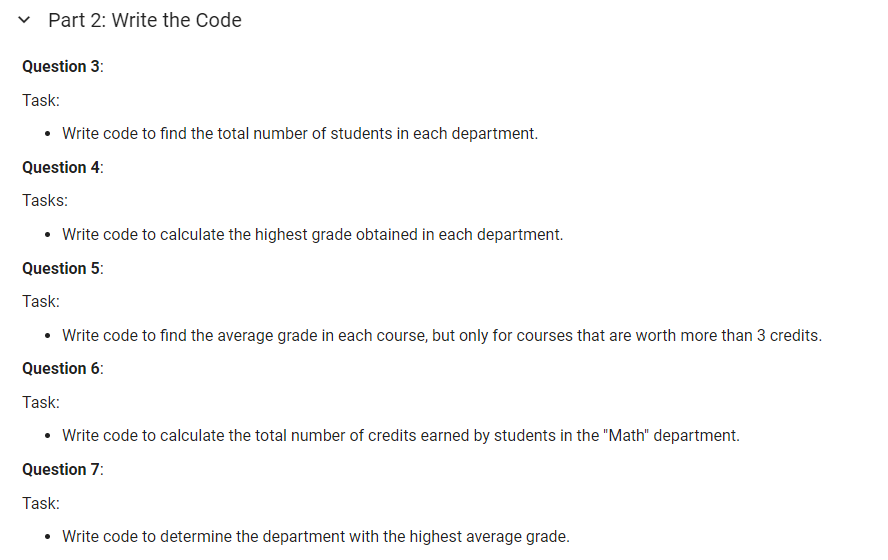 Part 2: Write the Code
Question 3:
Task:
• Write code to find the total number of students in each department.
Question 4:
Tasks:
• Write code to calculate the highest grade obtained in each department.
Question 5:
Task:
• Write code to find the average grade in each course, but only for courses that are worth more than 3 credits.
Question 6:
Task:
• Write code to calculate the total number of credits earned by students in the "Math" department.
Question 7:
Task:
• Write code to determine the department with the highest average grade.